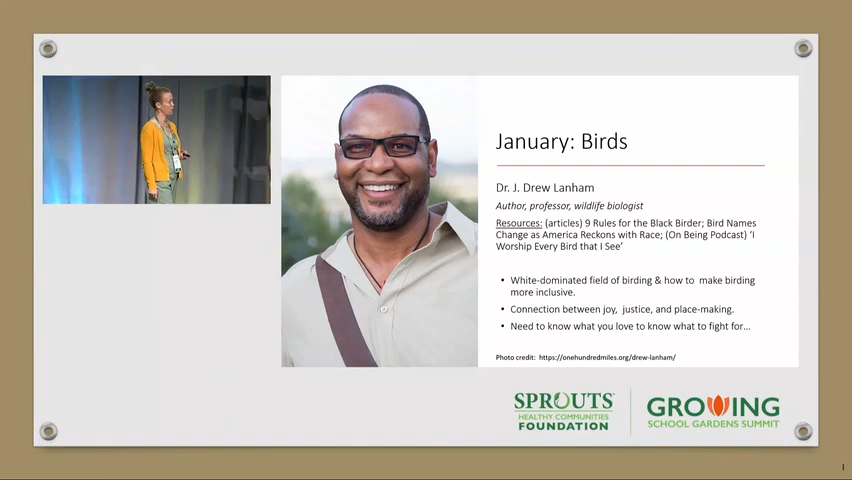 January: Birds
Dr. J. Drew Lanham
Author, professor, wildlife biologist
Resources: (articles) 9 Rules for the Black Birder; Bird Names
Change as America Reckons with Race; (On Being Podcast) 'I
Worship Every Bird that I See'
• White-dominated field of birding & how to make birding
more inclusive.
• Connection between joy, justice, and place-making.
• Need to know what you love to know what to fight for…
Photo credit: https://onehundredmiles.org/drew-lanham/
SPROUTS
HEALTHY COMMUNITIES
FOUNDATION
GROWING
SCHOOL GARDENS SUMMIT